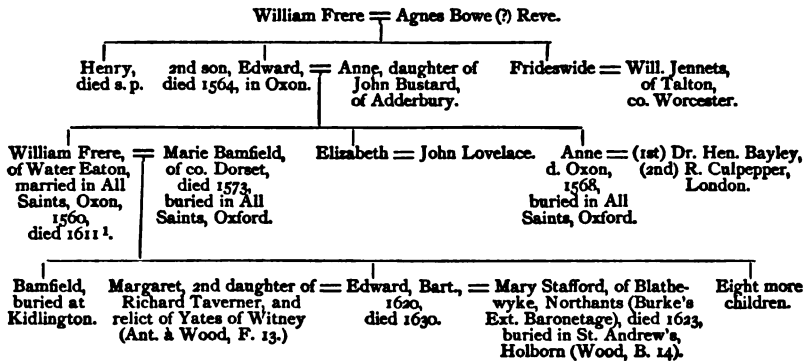 William Frere = Agnes Bowe (?) Reve.
Henry,
died s. p.
2nd son, Edward, =
died 1564, in Oxon.
Anne, daughter of
John Bustard,
of Adderbury.
Frideswide = Will. Jennets,
of Talton,
co. Worcester.
William Frere, =
of Water Eaton,
married in All
Saints, Oxon,
1560,
died 1611¹.
Marie Bamfield,
of co. Dorset,
died 1573,
buried in All
Saints, Oxford.
Elizabeth = John Lovelace.
Anne =
d. Oxon,
1568,
buried in All
Saints, Oxford.
(1st) Dr. Hen. Bayley,
(2nd) R. Culpepper,
London.
Bamfield,
buried at
Kidlington.
Margaret, 2nd daughter of =
Richard Taverner, and
relict of Yates of Witney
(Ant. à Wood, F. 13.)
Edward, Bart., =
1620,
died 1630.
Mary Stafford, of Blathe-
wyke, Northants (Burke's
Ext. Baronetage), died 1623,
buried in St. Andrew's,
Holborn (Wood, B. 14).
Eight more
children.